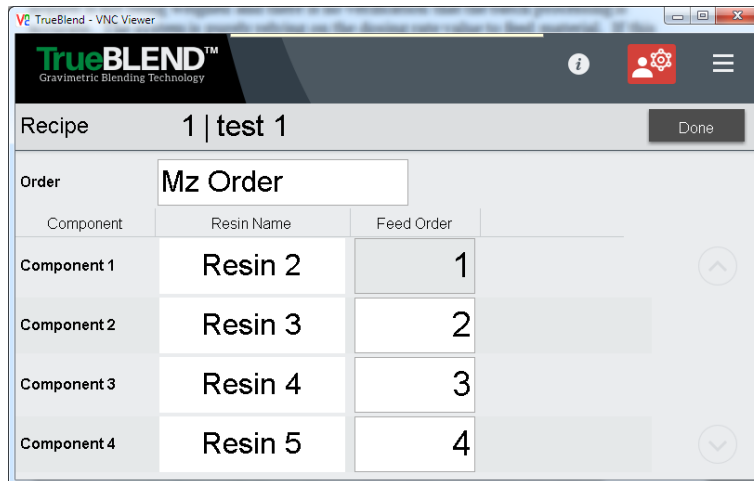 TrueBlend - VNC Viewer
TrueBLEND™
Gravimetric Blending Technology
Recipe 1 | test 1 Done
Order Mz Order
Component Resin Name Feed Order
Component 1 Resin 2 1
Component 2 Resin 3 2
Component 3 Resin 4 3
Component 4 Resin 5 4